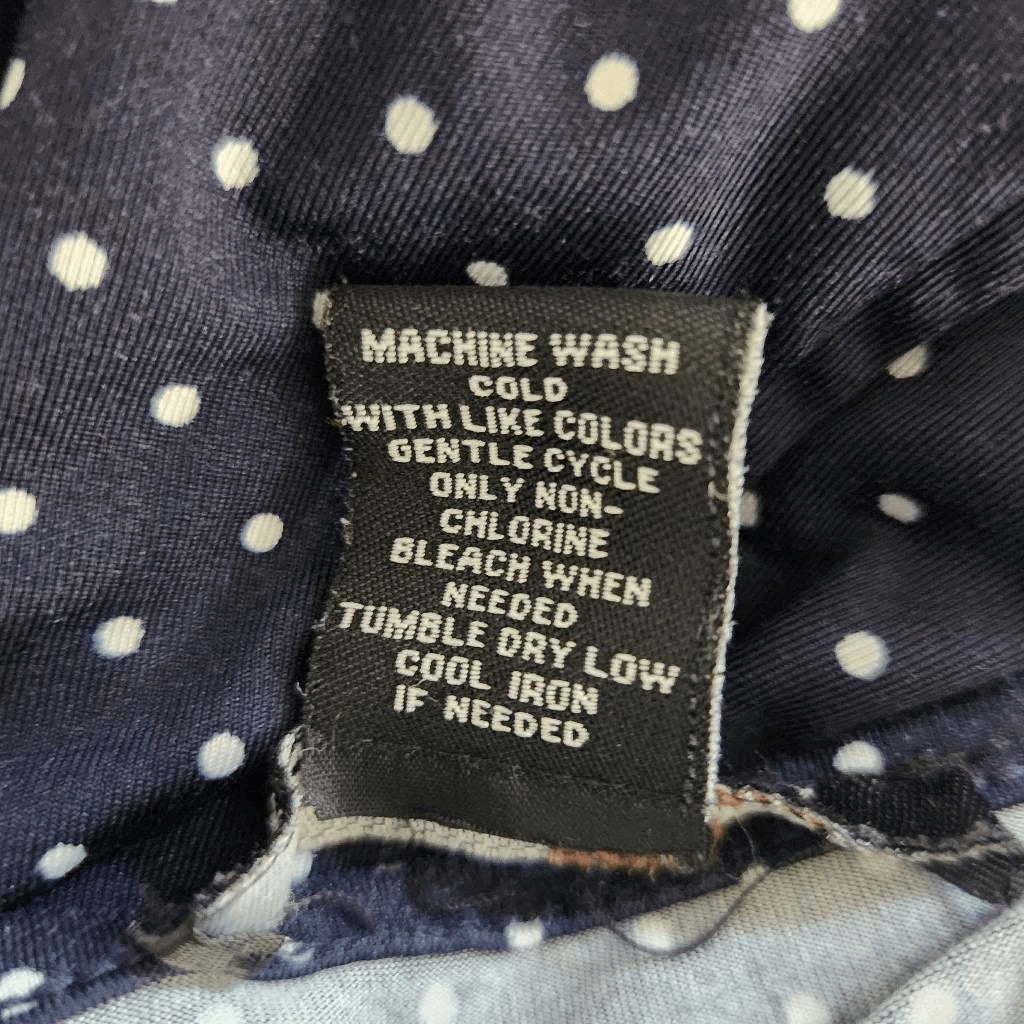 MACHINE WASH
COLD
WITH LIKE COLORS
GENTLE CYCLE
ONLY NON-
CHLORINE
BLEACH WHEN
NEEDED
TUMBLE DRY LOW
COOL IRON
IF NEEDED